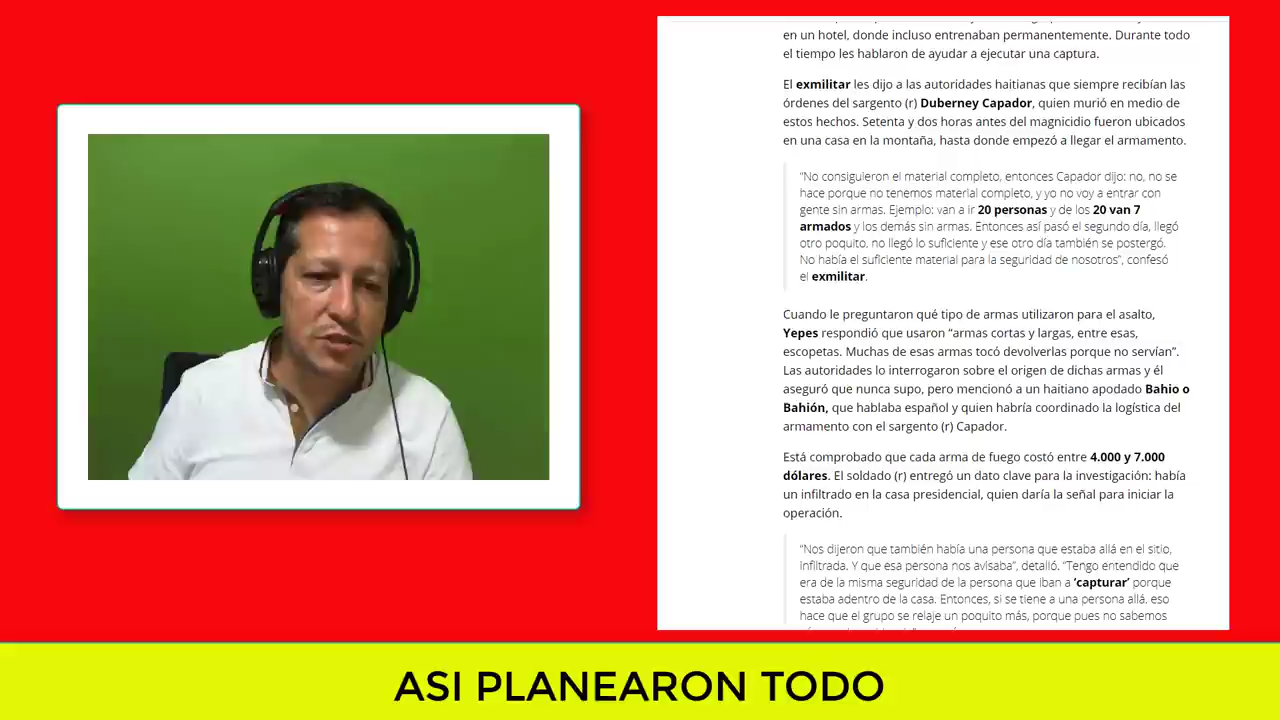 en un hotel, donde incluso entrenaban permanentemente. Durante todo
el tiempo les hablaron de ayudar a ejecutar una captura.
El exmilitar les dijo a las autoridades haitianas que siempre recibían las
órdenes del sargento (r) Duberney Capador, quien murió en medio de
estos hechos. Setenta y dos horas antes del magnicidio fueron ubicados
en una casa en la montaña, hasta donde empezó a llegar el armamento.
“No consiguieron el material completo, entonces Capador dijo: no, no se
hace porque no tenemos material completo, y yo no voy a entrar con
gente sin armas. Ejemplo: van a ir 20 personas y de los 20 van 7
armados y los demás sin armas. Entonces así pasó el segundo día, llegó
otro poquito, no llegó lo suficiente y ese otro día también se postergó.
No había el suficiente material para la seguridad de nosotros”, confesó
el exmilitar.
Cuando le preguntaron qué tipo de armas utilizaron para el asalto,
Yepes respondió que usaron “armas cortas y largas, entre esas,
escopetas. Muchas de esas armas tocó devolverlas porque no servían”.
Las autoridades lo interrogaron sobre el origen de dichas armas y él
aseguró que nunca supo, pero mencionó a un haitiano apodado Bahio o
Bahión, que hablaba español y quien habría coordinado la logística del
armamento con el sargento (r) Capador.
Está comprobado que cada arma de fuego costó entre 4.000 y 7.000
dólares. El soldado (r) entregó un dato clave para la investigación: había
un infiltrado en la casa presidencial, quien daría la señal para iniciar la
operación.
“Nos dijeron que también había una persona que estaba allá en el sitio,
infiltrada. Y que esa persona nos avisaba”, detalló. “Tengo entendido que
era de la misma seguridad de la persona que iban a ‘capturar’ porque
estaba adentro de la casa. Entonces, si se tiene a una persona allá, eso
hace que el grupo se relaje un poquito más, porque pues no sabemos
ASI PLANEARON TODO